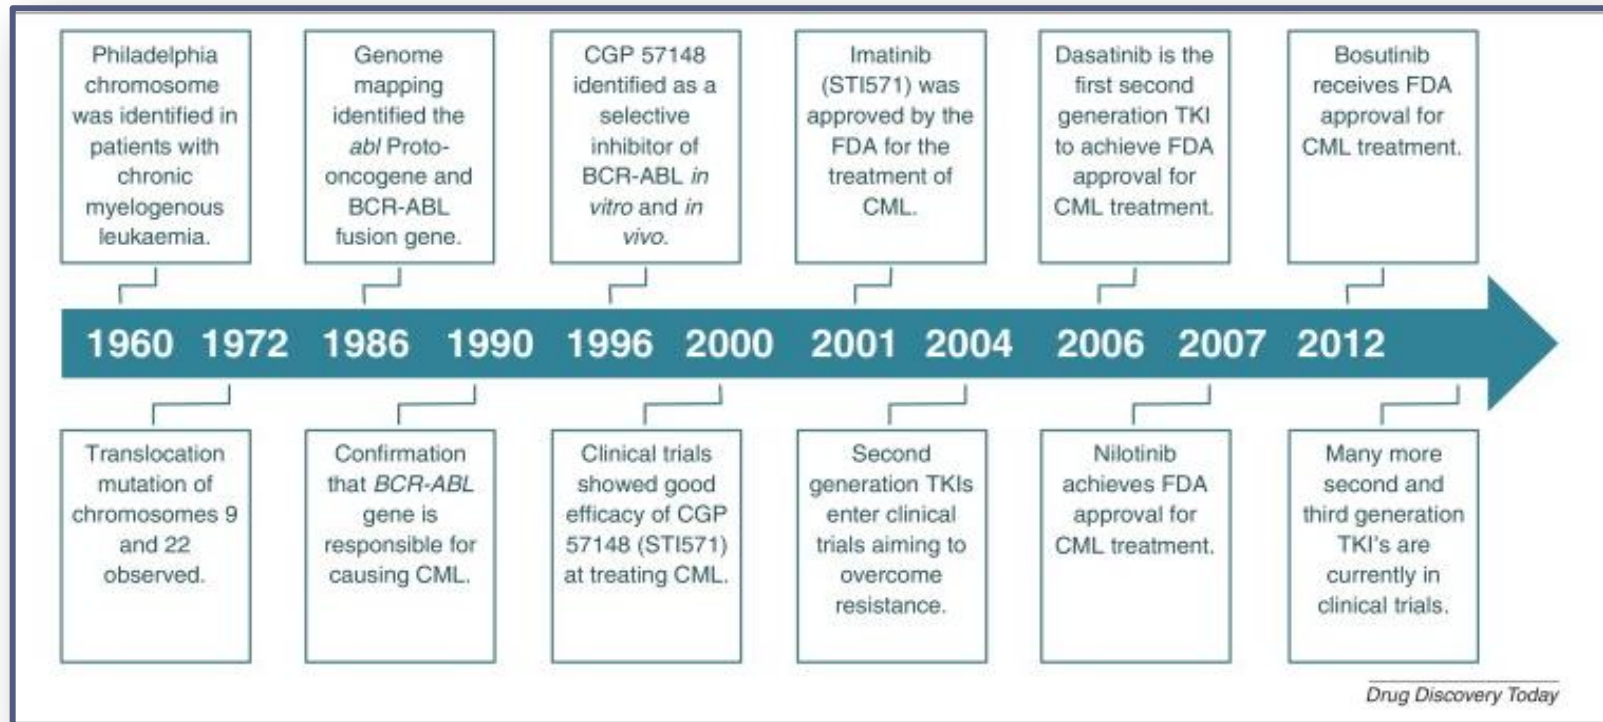 Philadelphia
chromosome
was identified in
patients with
chronic
myelogenous
leukaemia.
Genome
mapping
identified the
abl Proto-
oncogene and
BCR-ABL
fusion gene.
CGP 57148
identified as a
selective
inhibitor of
BCR-ABL in
vitro and in
vivo.
Imatinib
(STI571) was
approved by the
FDA for the
treatment of
CML.
Dasatinib is the
first second
generation TKI
to achieve FDA
approval for
CML treatment.
Bosutinib
receives FDA
approval for
CML treatment.
1960 1972 1986 1990 1996 2000 2001 2004 2006 2007 2012
Translocation
mutation of
chromosomes 9
and 22
observed.
Confirmation
that BCR-ABL
gene is
responsible for
causing CML.
Clinical trials
showed good
efficacy of CGP
57148 (STI571)
at treating CML.
Second
generation TKIs
enter clinical
trials aiming to
overcome
resistance.
Nilotinib
achieves FDA
approval for
CML treatment.
Many more
second and
third generation
TKI's are
currently in
clinical trials.
Drug Discovery Today